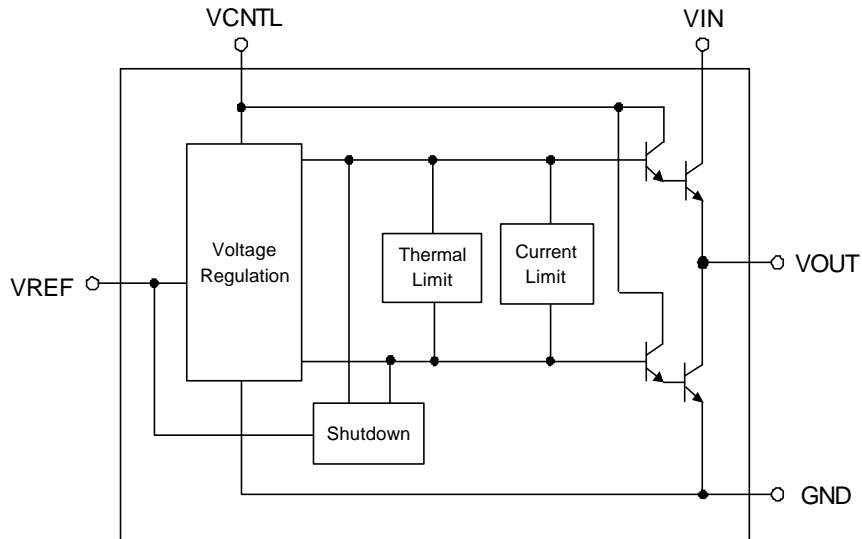 VCNTL
VIN
Voltage
Regulation
Thermal
Limit
Current
Limit
VREF
VOUT
Shutdown
GND